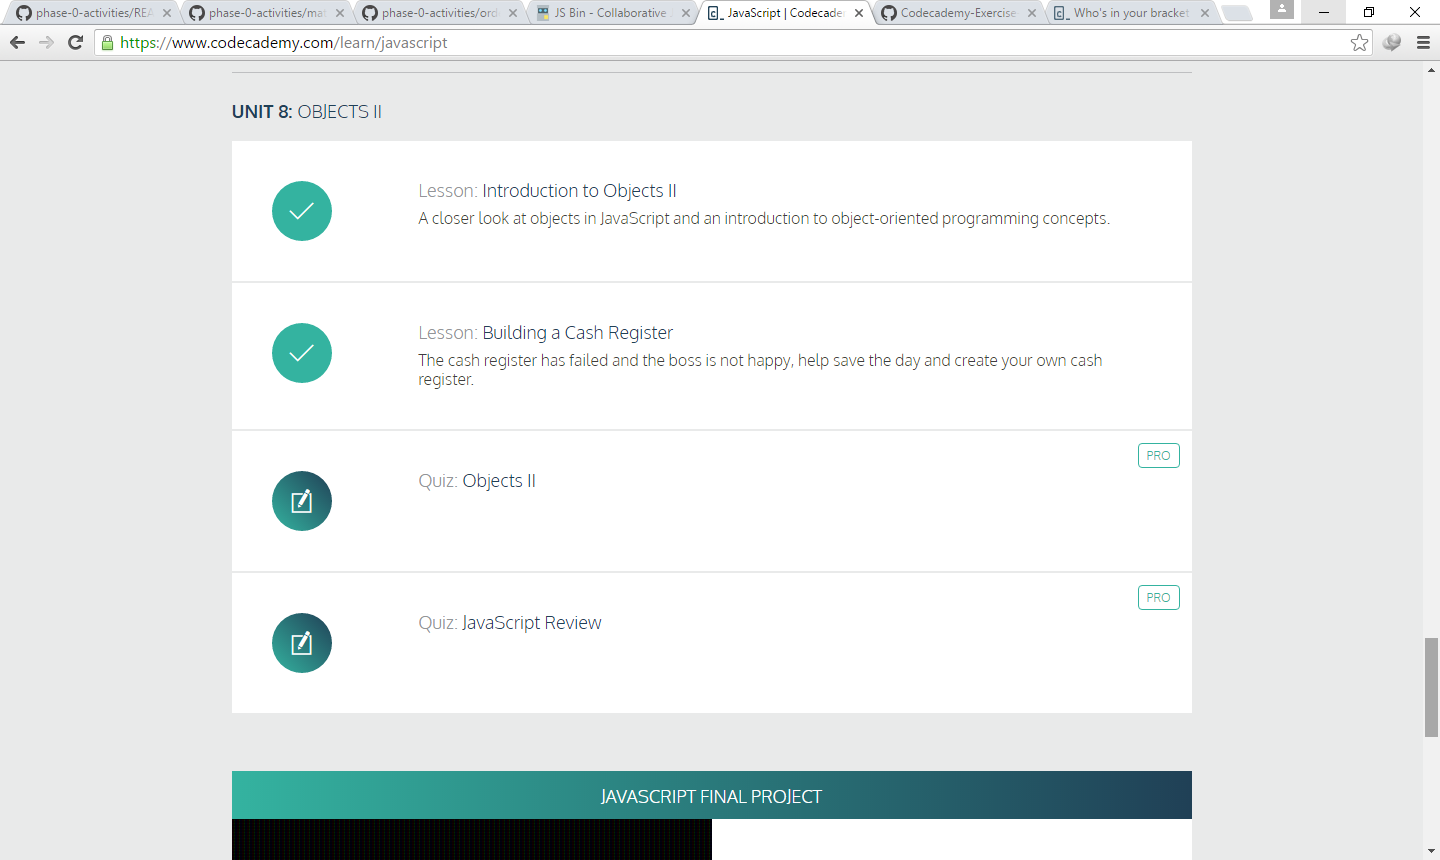 phase-0-activities/REA
phase-0-activities/mat
phase-0-activities/ord
JS Bin - Collaborative
JavaScript | Codecadem
Codecademy-Exercise
Who's in your bracket
https://www.codecademy.com/learn/javascript
UNIT 8: OBJECTS II
Lesson: Introduction to Objects II
A closer look at objects in JavaScript and an introduction to object-oriented programming concepts.
Lesson: Building a Cash Register
The cash register has failed and the boss is not happy, help save the day and create your own cash
register.
PRO
Quiz: Objects II
PRO
Quiz: JavaScript Review
JAVASCRIPT FINAL PROJECT